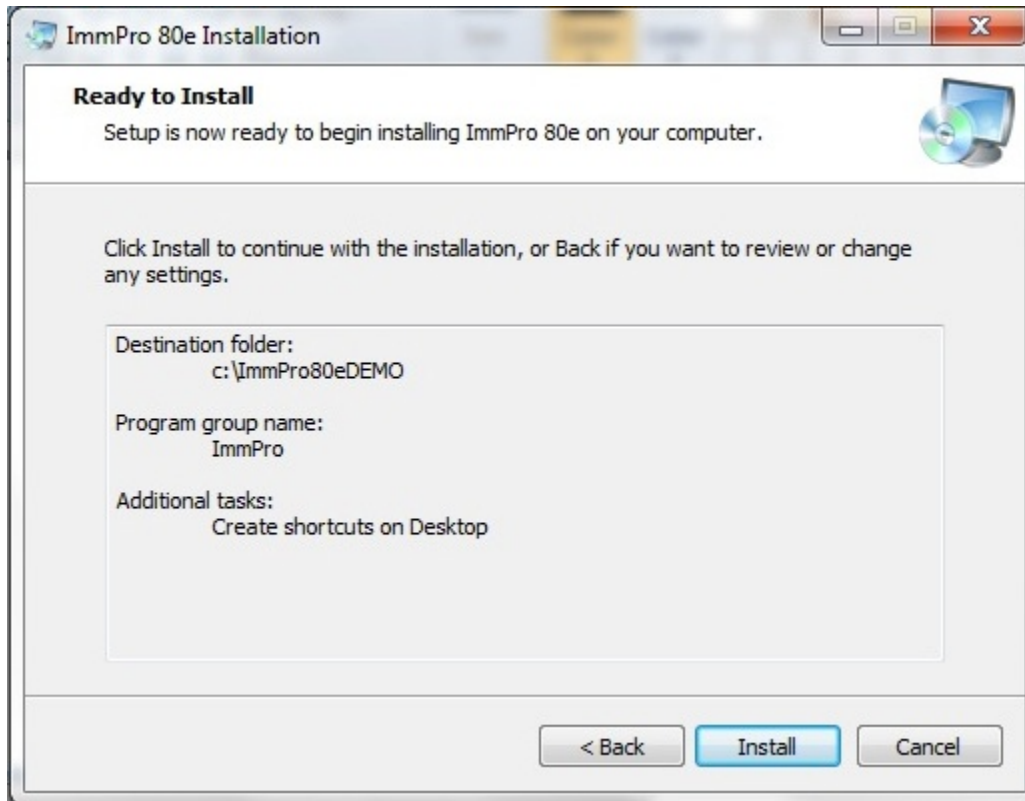 ImmPro 80e Installation
Ready to Install
Setup is now ready to begin installing ImmPro 80e on your computer.
Click Install to continue with the installation, or Back if you want to review or change
any settings.
Destination folder:
c:\ImmPro80eDEMO
Program group name:
ImmPro
Additional tasks:
Create shortcuts on Desktop
< Back
Install
Cancel